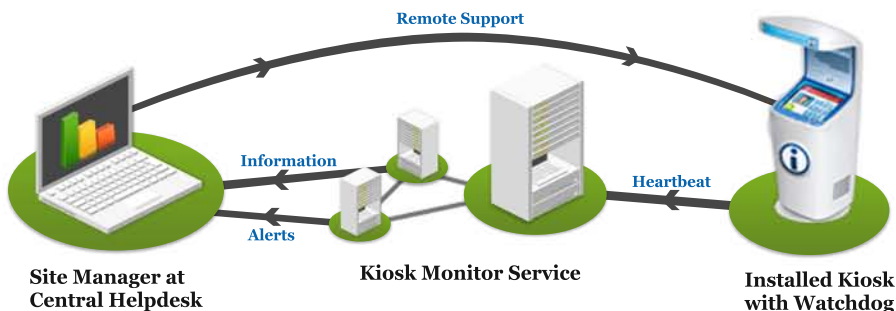 Remote Support
Information
Heartbeat
Alerts
Site Manager at
Central Helpdesk
Kiosk Monitor Service
Installed Kiosk
with Watchdog